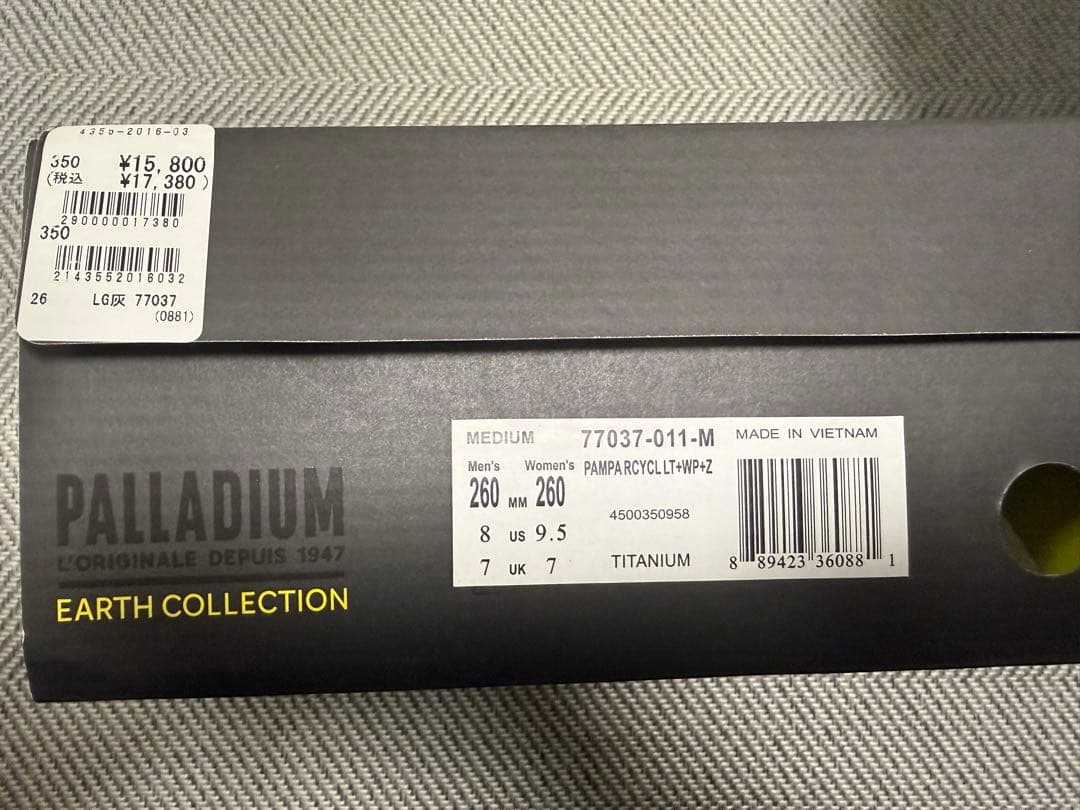 4355-2016-03
350 ¥15,800
(税込 ¥17,380)
290000017380
350
2143552016032
26 LG灰 77037
(0881)
PALLADIUM
L'ORIGINALE DEPUIS 1947
EARTH COLLECTION
MEDIUM 77037-011-M MADE IN VIETNAM
Men's Women's PAMPA RCYCL LT+WP+Z
260 MM 260
4500350958
8 US 9.5
7 UK 7 TITANIUM
8 89423 36088 1